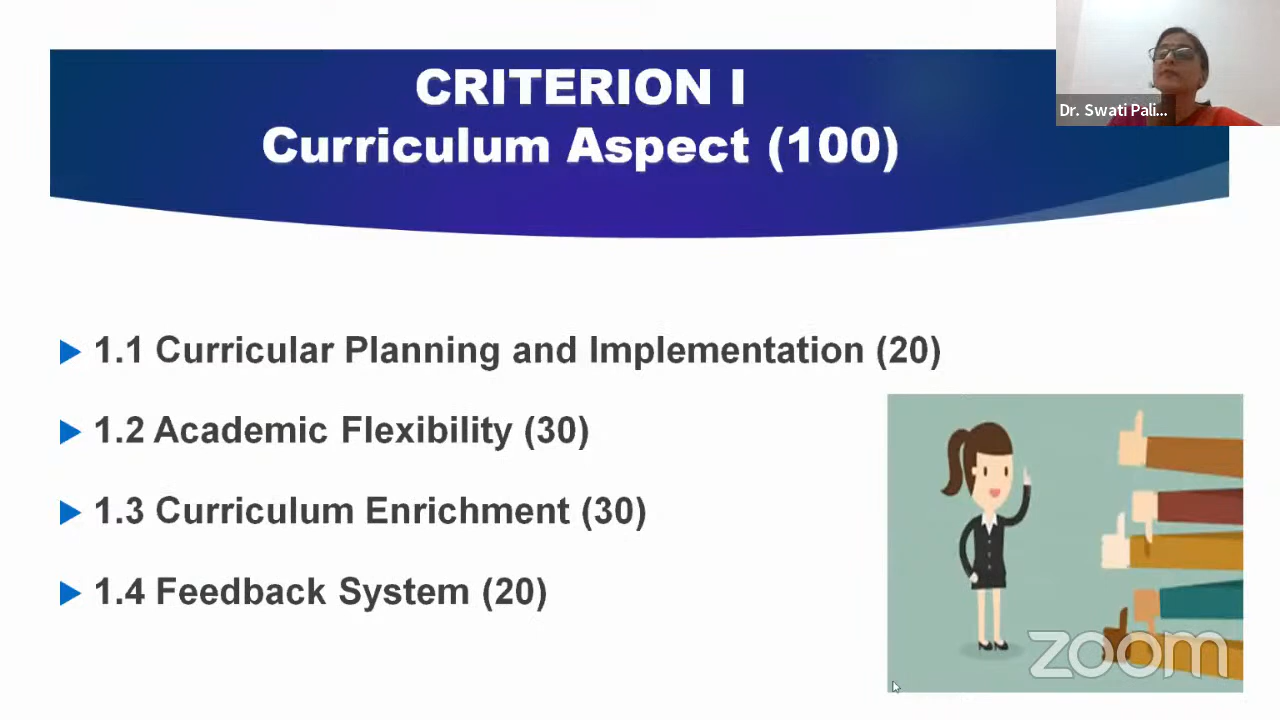 CRITERION I
Curriculum Aspect (100)
Dr. Swati Pali...
1.1 Curricular Planning and Implementation (20)
1.2 Academic Flexibility (30)
1.3 Curriculum Enrichment (30)
1.4 Feedback System (20)
zoom